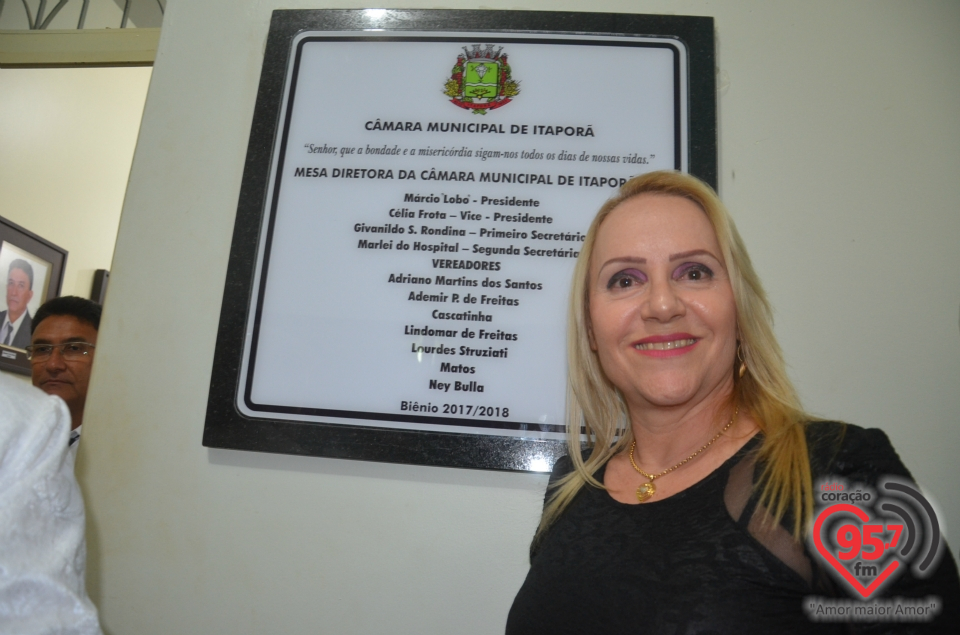 CÂMARA MUNICIPAL DE ITAPORÃ
"Senhor, que a bondade e a misericórdia sigam-nos todos os dias de nossas vidas."
MESA DIRETORA DA CÂMARA MUNICIPAL DE ITAPORÃ
Márcio Lobo - Presidente
Célia Frota – Vice - Presidente
Givanildo S. Rondina – Primeiro Secretário
Marlei do Hospital – Segunda Secretária
VEREADORES
Adriano Martins dos Santos
Ademir P. de Freitas
Cascatinha
Lindomar de Freitas
Lourdes Struziati
Matos
Ney Bulla
Biênio 2017/2018
coração
95,7
fm
"Amor maior Amor"